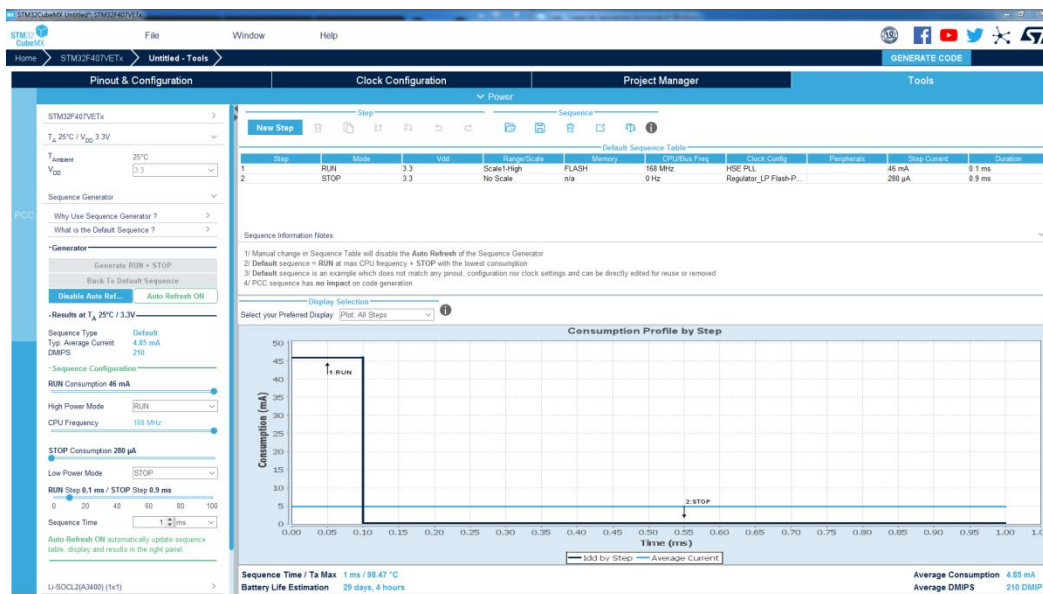 STM32CubeMX Untitled*: STM32F407VETx
STM32 CubeMX
File Window Help
Home STM32F407VETx Untitled - Tools GENERATE CODE
Pinout & Configuration Clock Configuration Project Manager Tools
Power
PCC
STM32F407VETx
TA 25°C / VDD 3.3V
TAmbient 25°C
VDD 3.3
Sequence Generator
Why Use Sequence Generator ?
What is the Default Sequence ?
Generator
Generate RUN + STOP
Back To Default Sequence
Disable Auto Ref... Auto Refresh ON
Results at TA 25°C / 3.3V
Sequence Type Default
Typ. Average Current 4.85 mA
DMIPS 210
Sequence Configuration
RUN Consumption 46 mA
High Power Mode RUN
CPU Frequency 168 MHz
STOP Consumption 280 µA
Low Power Mode STOP
RUN Step 0.1 ms / STOP Step 0.9 ms
0 20 40 60 80 100
Sequence Time 1 ms
Auto Refresh ON automatically update sequence
table, display and results in the right panel.
Li-SOCL2(A3400) (1x1)
Step Sequence
New Step
Default Sequence Table
Step Mode Vdd Range/Scale Memory CPU/Bus Freq Clock Config Peripherals Step Current Duration
1 RUN 3.3 Scale1-High FLASH 168 MHz HSE PLL 46 mA 0.1 ms
2 STOP 3.3 No Scale n/a 0 Hz Regulator_LP Flash-P... 280 µA 0.9 ms
Sequence Information Notes
1/ Manual change in Sequence Table will disable the Auto Refresh of the Sequence Generator
2/ Default sequence = RUN at max CPU frequency + STOP with the lowest consumption
3/ Default sequence is an example which does not match any pinout, configuration nor clock settings and can be directly edited for reuse or removed
4/ PCC sequence has no impact on code generation
Display Selection
Select your Preferred Display Plot: All Steps
Consumption Profile by Step
Consumption (mA)
50
45
40
35
30
25
20
15
10
5
0
1:RUN
2:STOP
0.00 0.05 0.10 0.15 0.20 0.25 0.30 0.35 0.40 0.45 0.50 0.55 0.60 0.65 0.70 0.75 0.80 0.85 0.90 0.95 1.00 1.0
Time (ms)
Idd by Step Average Current
Sequence Time / Ta Max 1 ms / 98.47 °C Average Consumption 4.85 mA
Battery Life Estimation 29 days, 4 hours Average DMIPS 210 DMIP